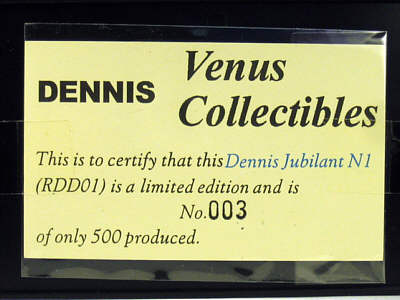 DENNIS
Venus
Collectibles
This is to certify that this Dennis Jubilant N1
(RDD01) is a limited edition and is
No. 003
of only 500 produced.